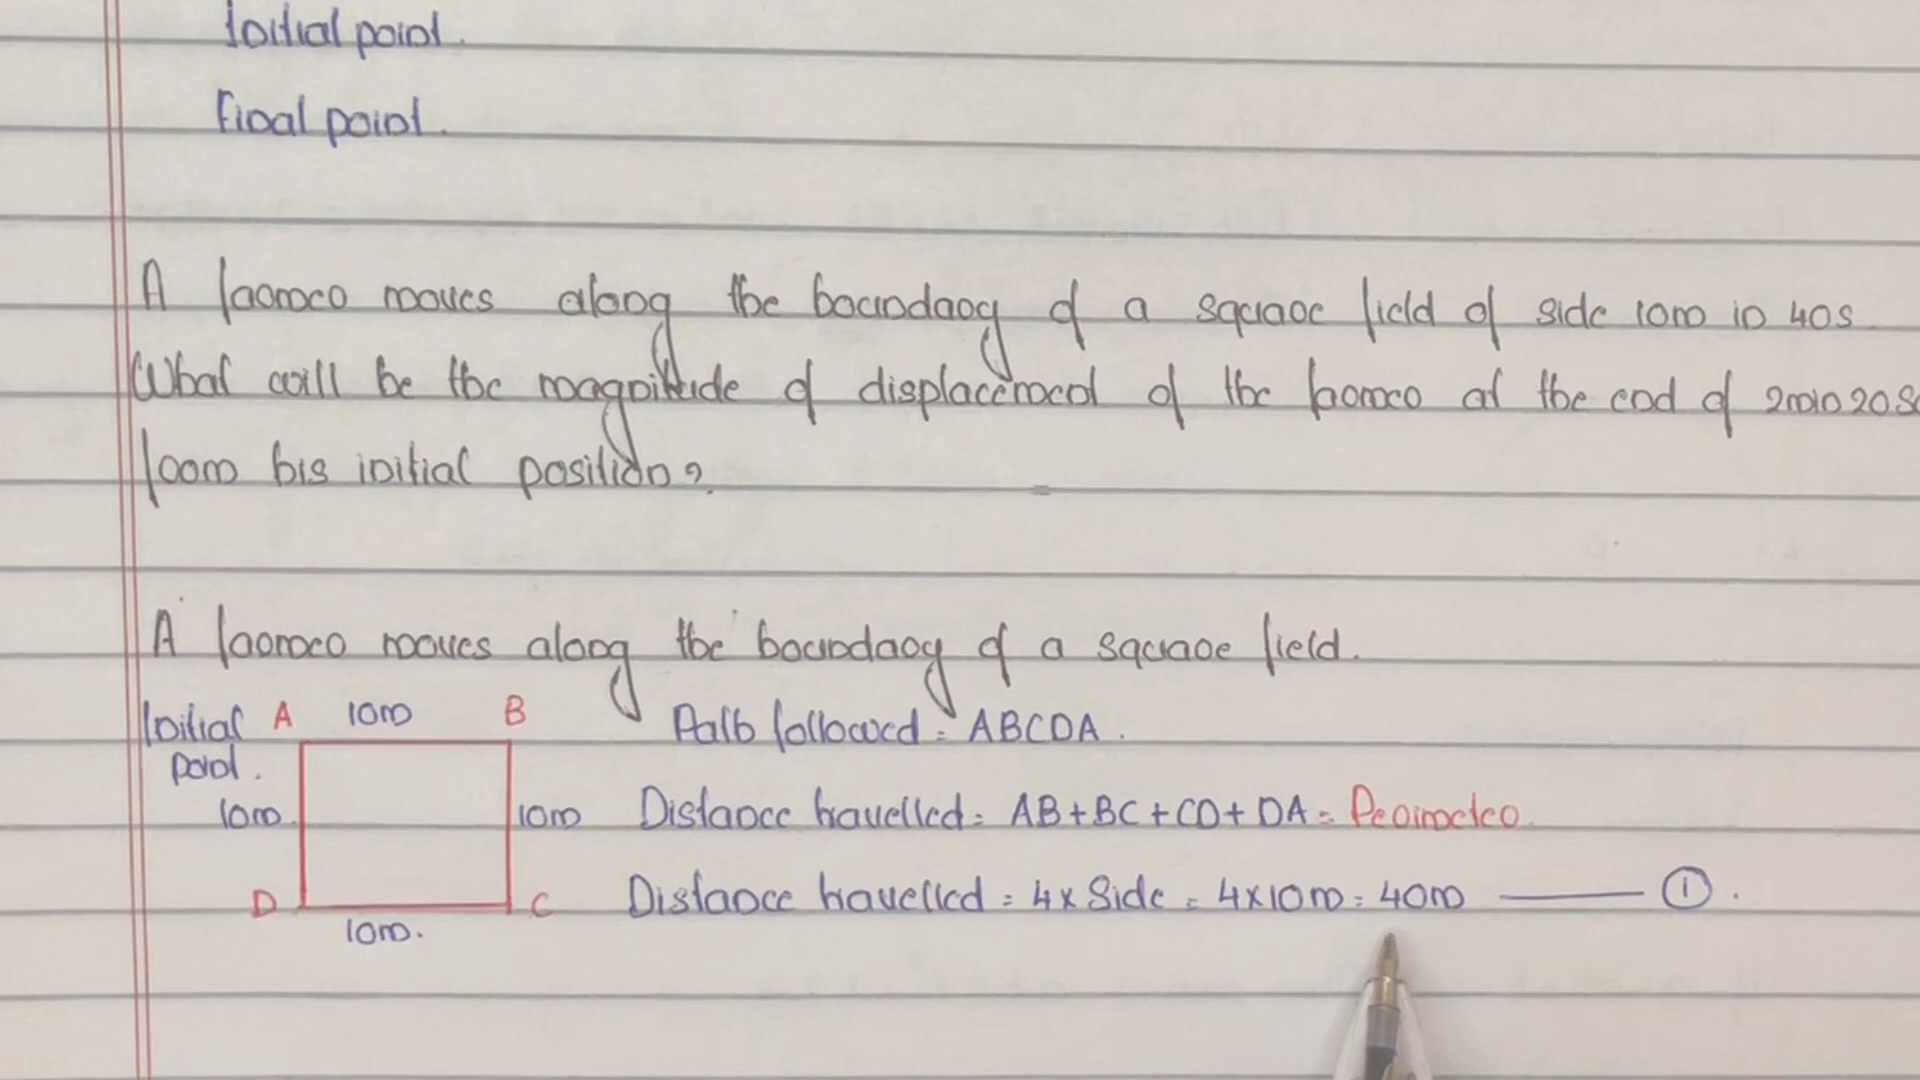 Initial point.
Final point.
A farmer moves along the boundary of a square field of side 10m in 40s.
What will be the magnitude of displacement of the farmer at the end of 2min 20s
from his initial position?
A farmer moves along the boundary of a square field.
Initial A 10m B Path followed = ABCDA.
point.
10m 10m Distance travelled = AB+BC+CD+DA = Perimeter
D C Distance travelled = 4x Side = 4x10m = 40m ——— ①.
10m.